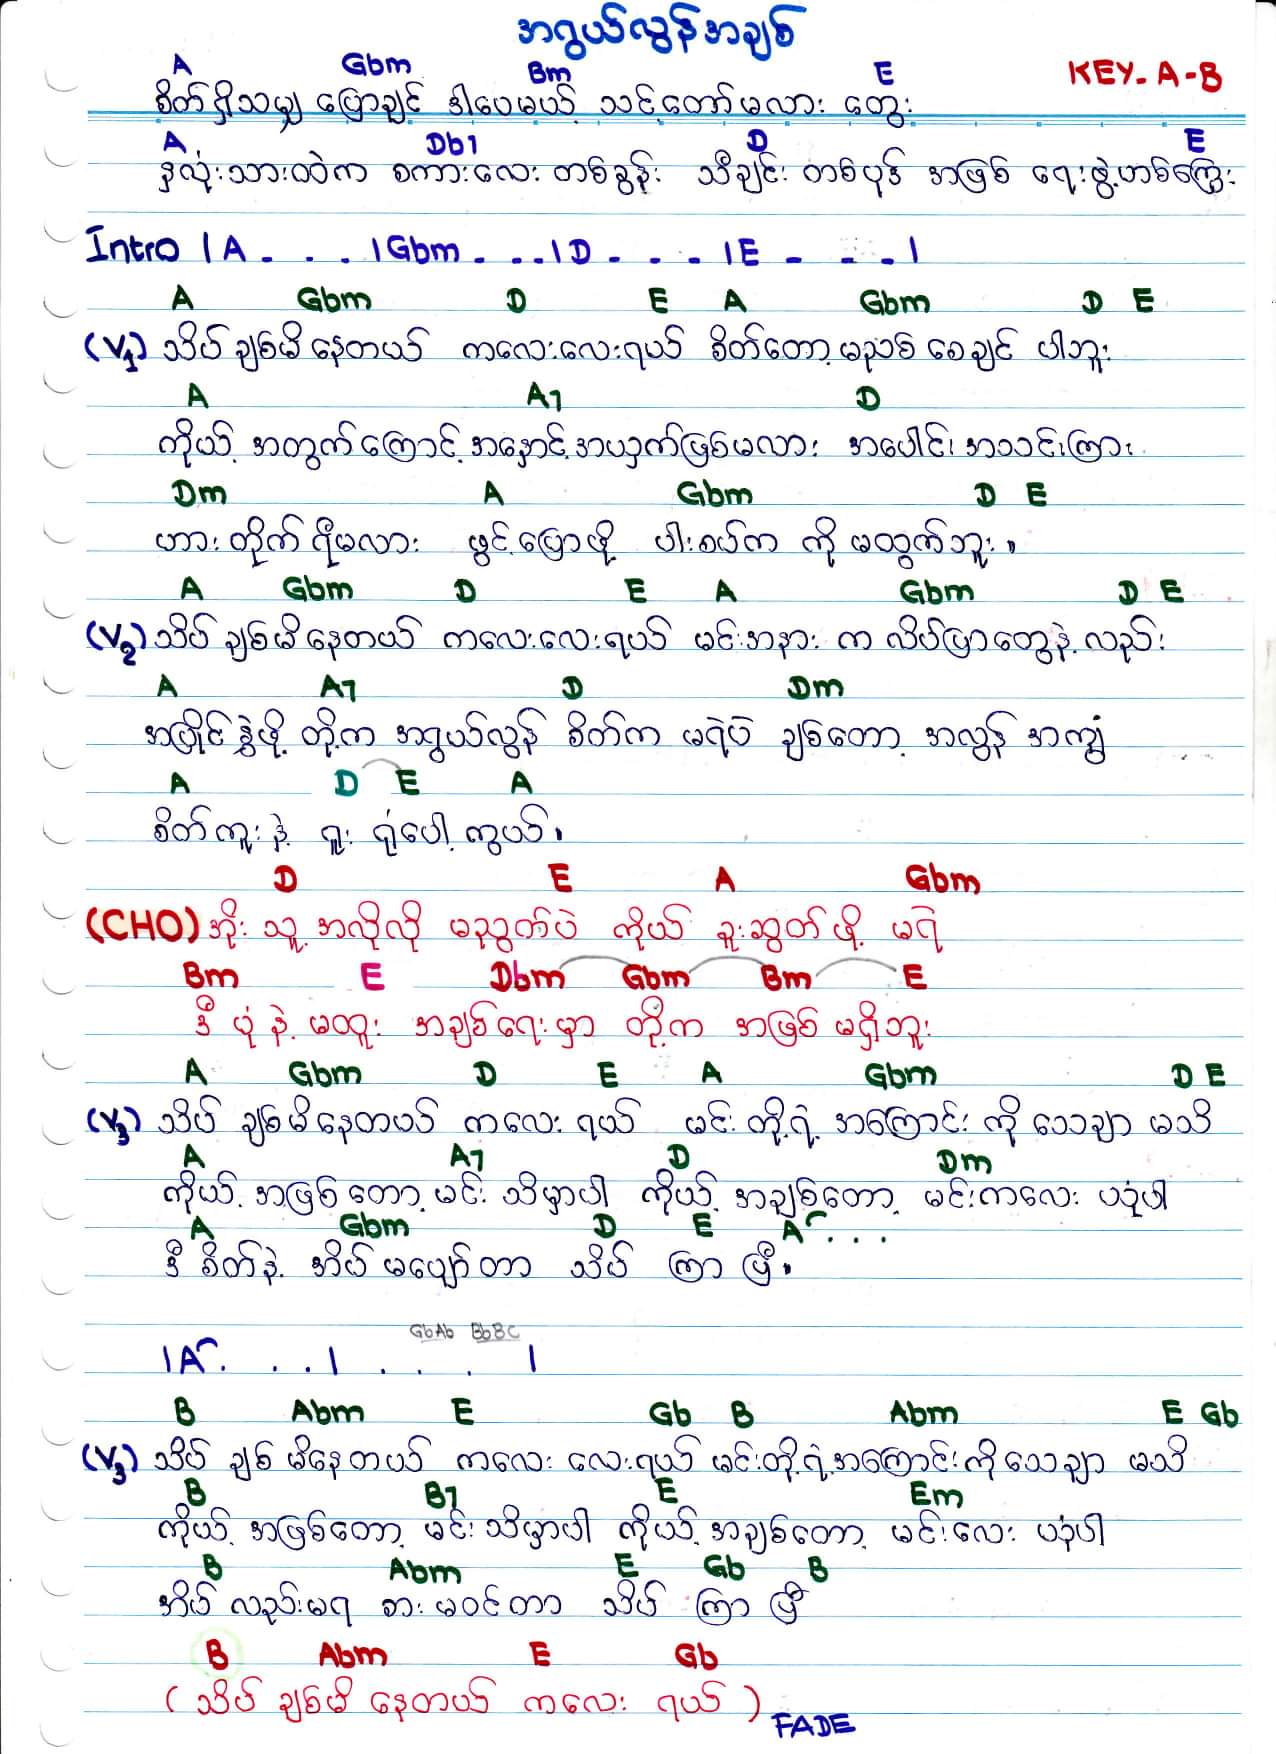 အဂွယ်လွန်အချစ်
A Gbm Bm E KEY-A-B
စိတ်ရှိသမျှ ပြောချင် ဒါပေမယ့် သင့်တော်မလား တွေး
A Db7 D E
နှလုံးသားထဲက စကားလေး တစ်ခွန်း သီချင်း တစ်ပုဒ် အဖြစ် ရေးဖွဲ့ဟစ်ကြွေး
Intro | A - . . . | Gbm - . . . | D - . - . | E - . . . |
A Gbm D E A Gbm D E
(V1) သိပ်ချစ်မိနေတယ် ကလေးလေးရယ် စိတ်တော့မညစ်စေချင် ပါဘူး
A A7 D
ကိုယ့် အတွက်ကြောင့် အနှောင့်အယှက်ဖြစ်မလား အပေါင်းအသင်းကြား
Dm A Gbm D E
ဟားတိုက်ရီမလား ဖွင့်ပြောဖို့ ပါးစပ်က ကို မထွက်ဘူး။
A Gbm D E A Gbm D E
(V2) သိပ်ချစ်မိနေတယ် ကလေးလေးရယ် မင်းအနား က လိပ်ပြာတွေနဲ့ လည်း
A A7 D Dm
အပြိုင်နွှဲဖို့ တို့က အဂွယ်လွန် စိတ်က မရဲပဲ ချစ်တော့ အလွန် အကျွံ
A D E A
စိတ်ကူးနဲ့ ရူး ရုံပေါ့ ကွယ်။
D E A Gbm
(CHO) အိုး သူ့အလိုလို မညွှတ်ပဲ ကိုယ် ခူးဆွတ်ဖို့ မရဲ
Bm E Dbm Gbm Bm E
ဒီ ပုံ နဲ့ မထူး အချစ်ရေးမှာ တို့က အဖြစ် မရှိဘူး
A Gbm D E A Gbm D E
(V3) သိပ် ချစ်မိနေတယ် ကလေး ရယ် မင်း တို့ရဲ့ အကြောင်းကို သေချာ မသိ
A A7 D Dm
ကိုယ့် အဖြစ်တော့ မင်း သိမှာပါ ကိုယ့် အချစ်တော့ မင်းကလေး ယုံပါ
A Gbm D E A . . .
ဒီ စိတ်နဲ့ အိပ်မပျော်တာ သိပ် ကြာ ပြီ။
GbAb BbBC
| A . . . | . . . |
B Abm E Gb B Abm E Gb
(V3) သိပ် ချစ် မိနေတယ် ကလေး လေးရယ် မင်းတို့ရဲ့အကြောင်းကိုသေချာ မသိ
B B7 E Em
ကိုယ့် အဖြစ်တော့ မင်း သိမှာပါ ကိုယ့် အချစ်တော့ မင်းလေး ယုံပါ
B Abm E Gb B
အိပ် လည်းမရ စား မဝင်တာ သိပ် ကြာ ပြီ
B Abm E Gb
( သိပ် ချစ်မိ နေတယ် ကလေး ရယ် )
FADE